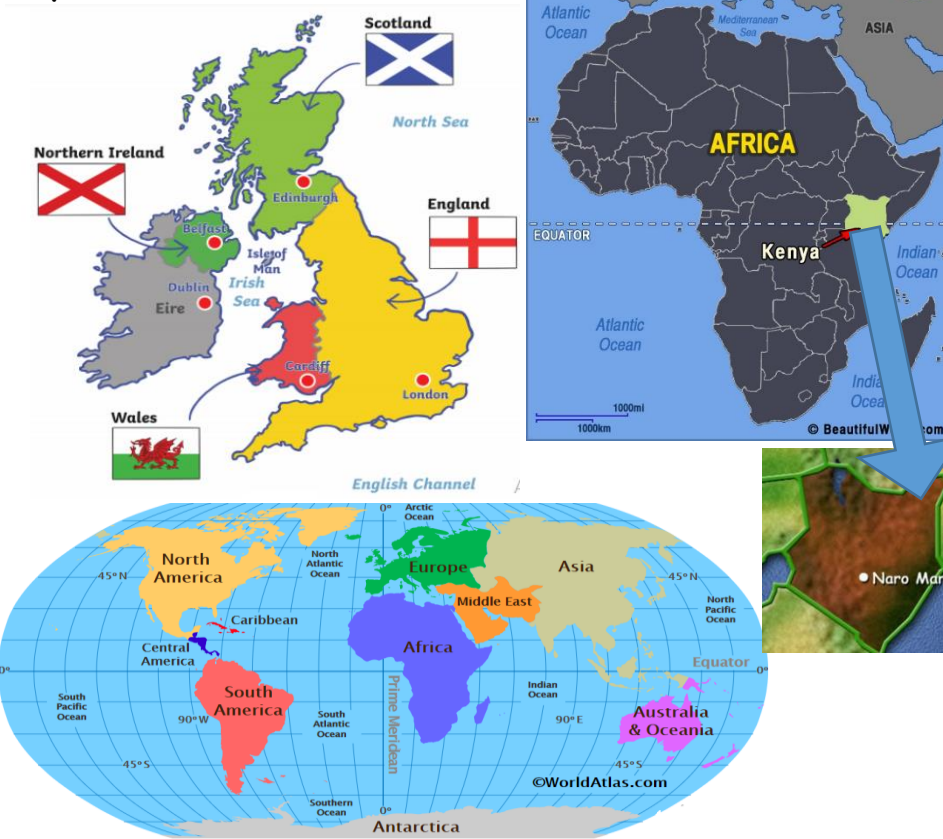 Scotland
North Sea
Northern Ireland
Edinburgh
England
Belfast
Isle of
Man
Irish
Sea
Dublin
Eire
Cardiff
London
Wales
English Channel
Atlantic
Ocean
Mediterranean
Sea
ASIA
AFRICA
EQUATOR
Kenya
Indian
Ocean
Atlantic
Ocean
India
Ocea
1000mi
1000km
© BeautifulW com
Naro Mar
0°
Arctic
Ocean
North
America
North
Atlantic
Ocean
Europe
Asia
45°N
45°N
Middle East
North
Pacific
Ocean
Caribbean
Central
America
Africa
Equator
0°
0°
South
Pacific
Ocean
South
America
90°W
South
Atlantic
Ocean
Prime Meridean
Indian
Ocean
90°E
Australia
& Oceania
45°S
45°S
©WorldAtlas.com
Southern
Ocean
0°
Antarctica